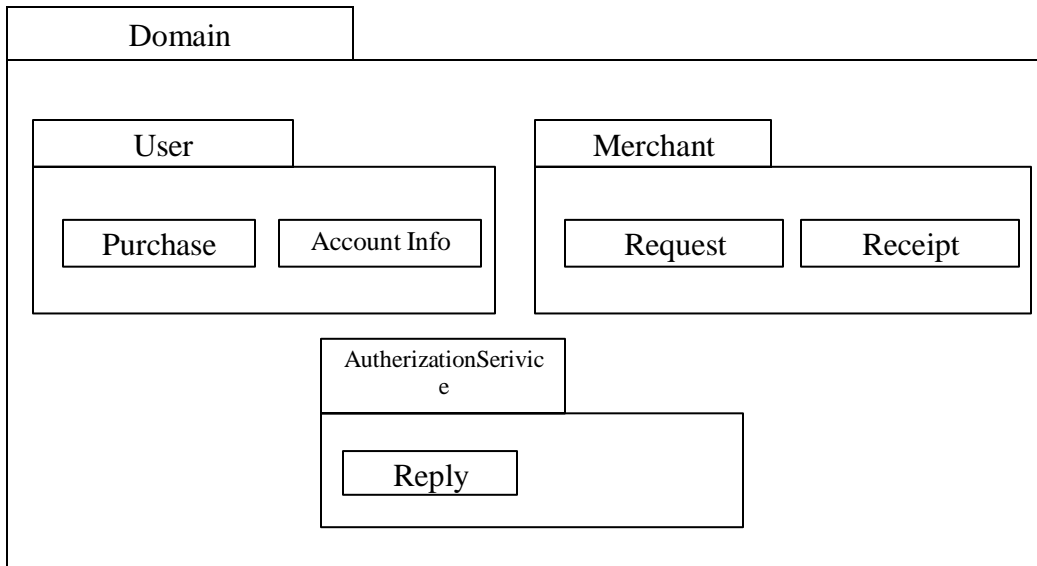 Domain
User
Merchant
Purchase
Account Info
Request
Receipt
AutherizationSerivic
e
Reply